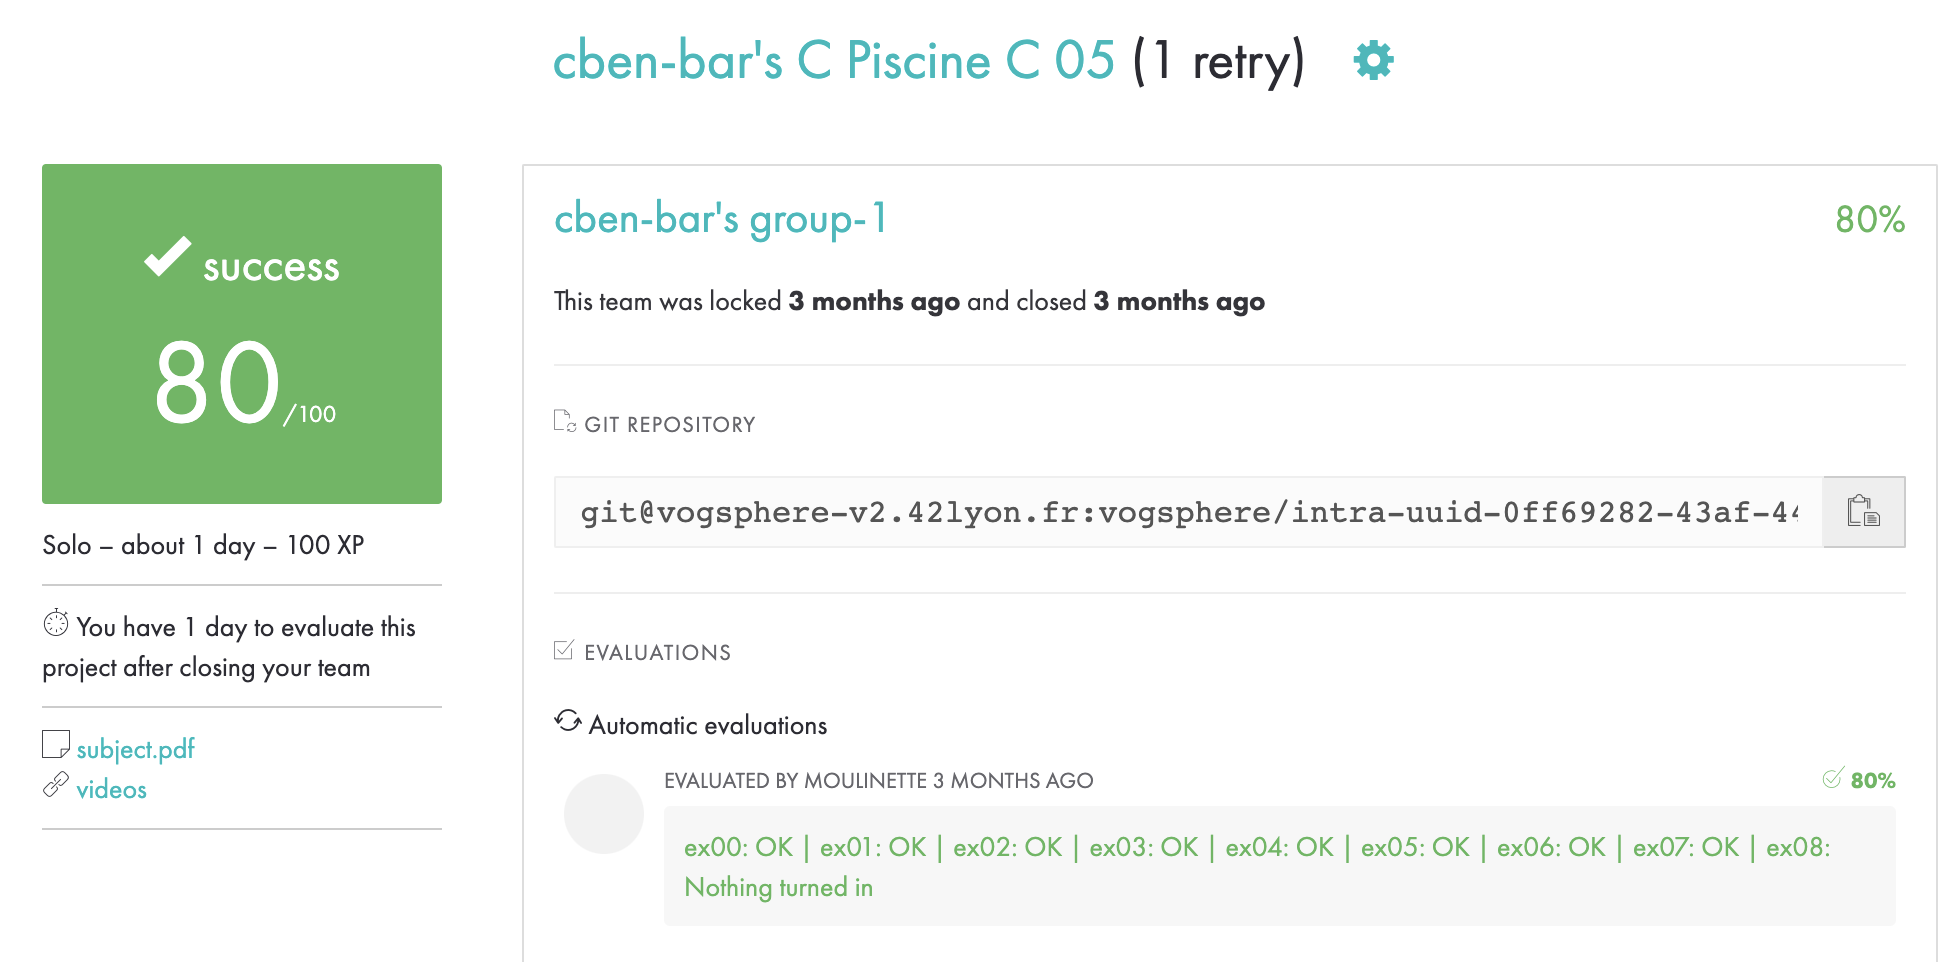 cben-bar's C Piscine C 05 (1 retry)
success
80/100
Solo – about 1 day – 100 XP
You have 1 day to evaluate this
project after closing your team
subject.pdf
videos
cben-bar's group-1
80%
This team was locked 3 months ago and closed 3 months ago
GIT REPOSITORY
git@vogsphere-v2.42lyon.fr:vogsphere/intra-uuid-0ff69282-43af-44
EVALUATIONS
Automatic evaluations
EVALUATED BY MOULINETTE 3 MONTHS AGO
80%
ex00: OK | ex01: OK | ex02: OK | ex03: OK | ex04: OK | ex05: OK | ex06: OK | ex07: OK | ex08:
Nothing turned in